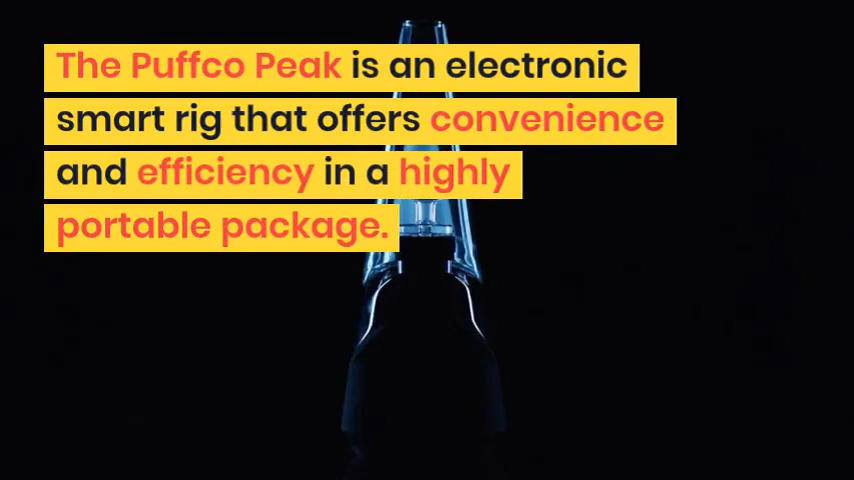 The Puffco Peak is an electronic
smart rig that offers convenience
and efficiency in a highly
portable package.